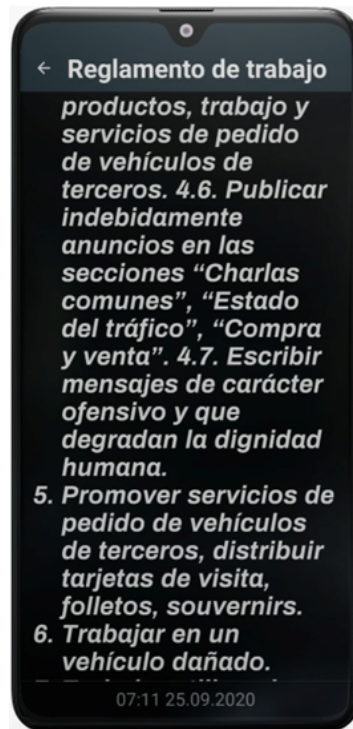 ← Reglamento de trabajo
productos, trabajo y
servicios de pedido
de vehículos de
terceros. 4.6. Publicar
indebidamente
anuncios en las
secciones “Charlas
comunes”, “Estado
del tráfico”, “Compra
y venta”. 4.7. Escribir
mensajes de carácter
ofensivo y que
degradan la dignidad
humana.
5. Promover servicios de
pedido de vehículos
de terceros, distribuir
tarjetas de visita,
folletos, souvernirs.
6. Trabajar en un
vehículo dañado.
07:11 25.09.2020